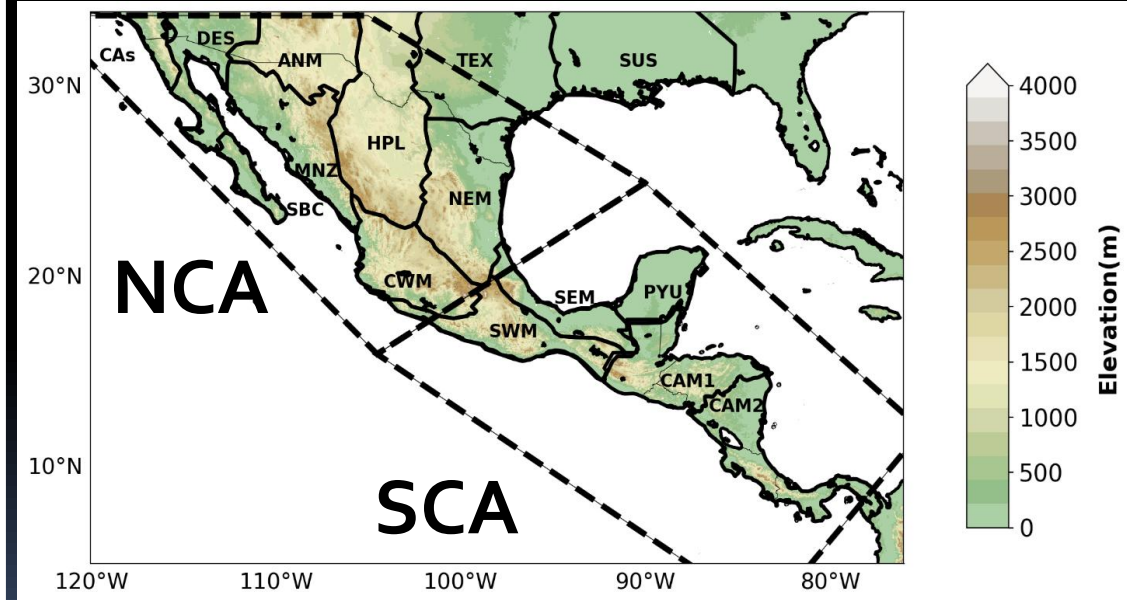 CAs
DES
ANM
TEX
SUS
30°N
HPL
MNZ
NEM
SBC
NCA
20°N
CWM
SEM
PYU
SWM
CAM1
CAM2
10°N
SCA
120°W
110°W
100°W
90°W
80°W
4000
3500
3000
2500
2000
1500
1000
500
0
Elevation(m)